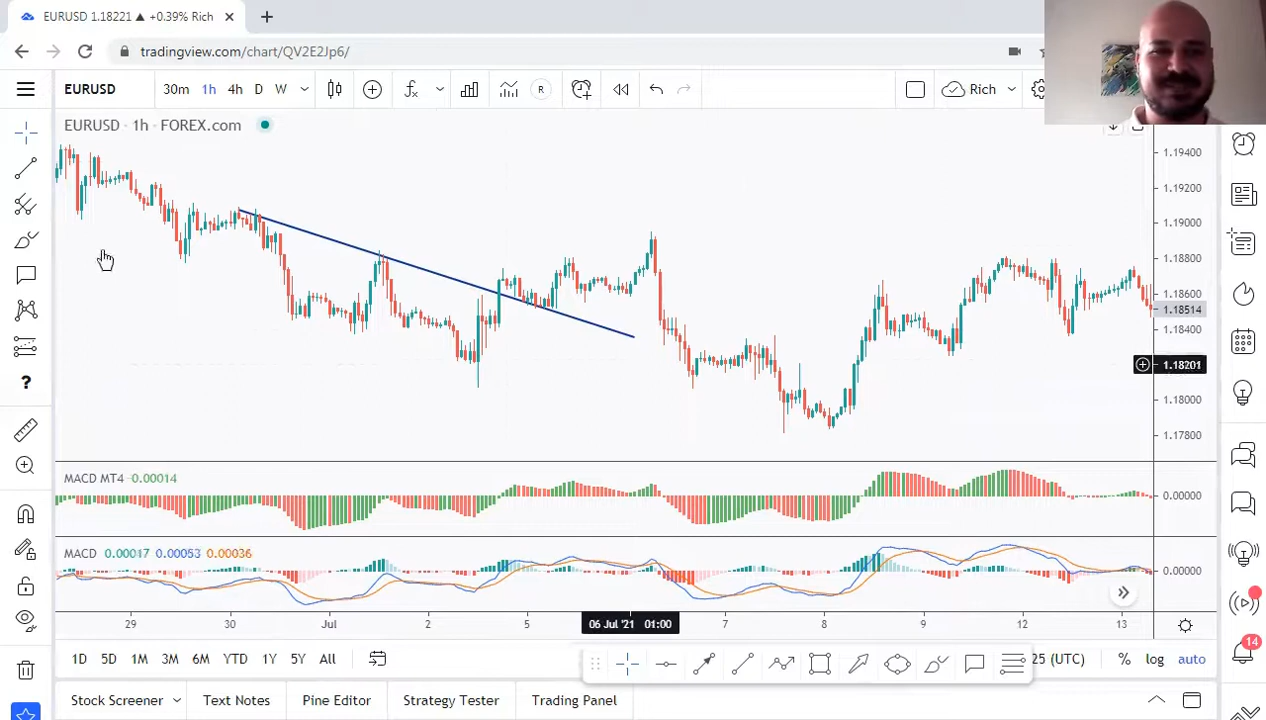 EURUSD 1.18221 ▲ +0.39% Rich
tradingview.com/chart/QV2E2Jp6/
EURUSD 30m 1h 4h D W R Rich
EURUSD · 1h · FOREX.com
1.19400
1.19200
1.19000
1.18800
1.18600
1.18514
1.18400
1.18201
1.18000
1.17800
MACD MT4 -0.00014
0.00000
MACD 0.00017 0.00053 0.00036
0.00000
29 30 Jul 2 5 06 Jul '21 01:00 7 8 9 12 13
1D 5D 1M 3M 6M YTD 1Y 5Y All 25 (UTC) % log auto
14
Stock Screener Text Notes Pine Editor Strategy Tester Trading Panel